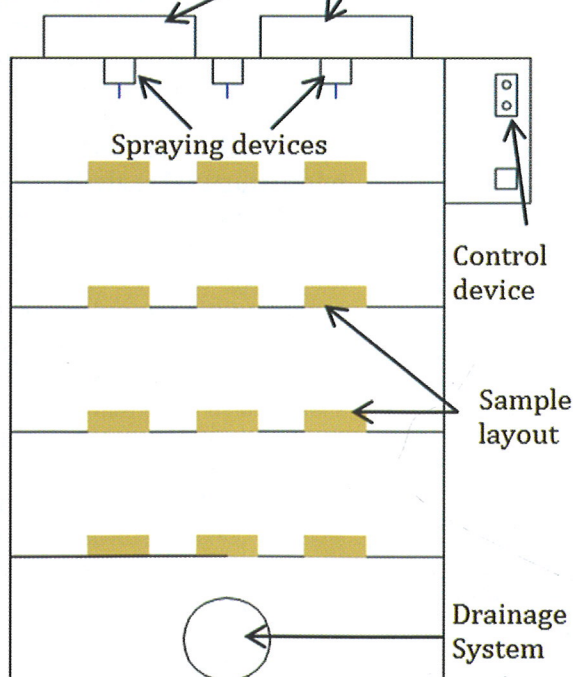 Spraying devices
Control
device
Sample
layout
Drainage
System